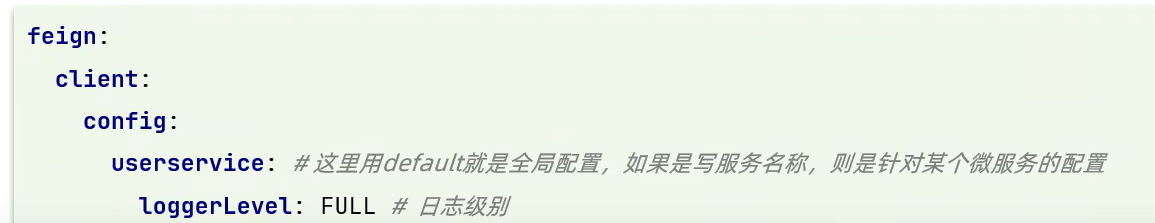 feign:
client:
config:
userservice: # 这里用default就是全局配置，如果是写服务名称，则是针对某个微服务的配置
loggerLevel: FULL # 日志级别